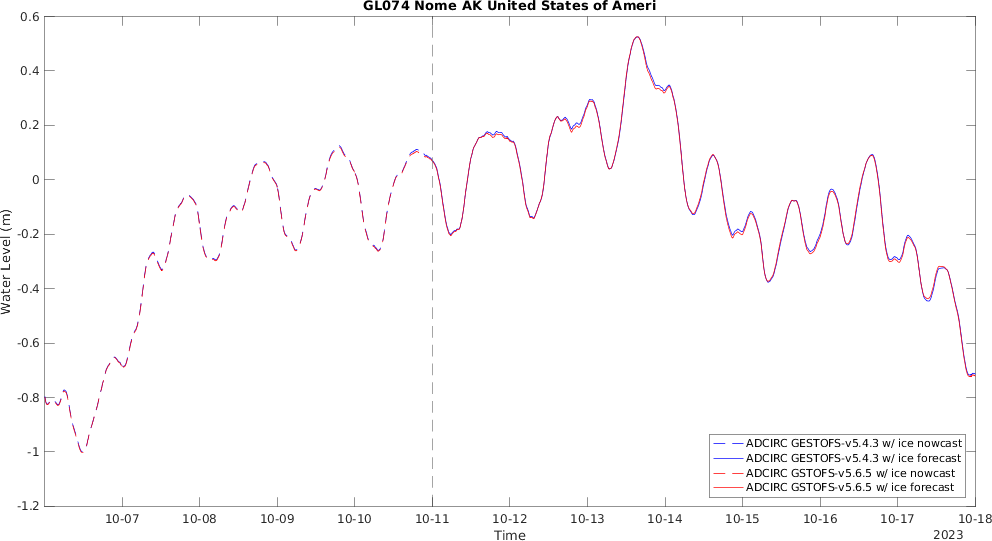 GL074 Nome AK United States of Ameri
0.6
0.4
0.2
0
-0.2
-0.4
-0.6
-0.8
-1
-1.2
Water Level (m)
10-07 10-08 10-09 10-10 10-11 10-12 10-13 10-14 10-15 10-16 10-17 10-18
Time
2023
ADCIRC GESTOFS-v5.4.3 w/ ice nowcast
ADCIRC GESTOFS-v5.4.3 w/ ice forecast
ADCIRC GSTOFS-v5.6.5 w/ ice nowcast
ADCIRC GSTOFS-v5.6.5 w/ ice forecast